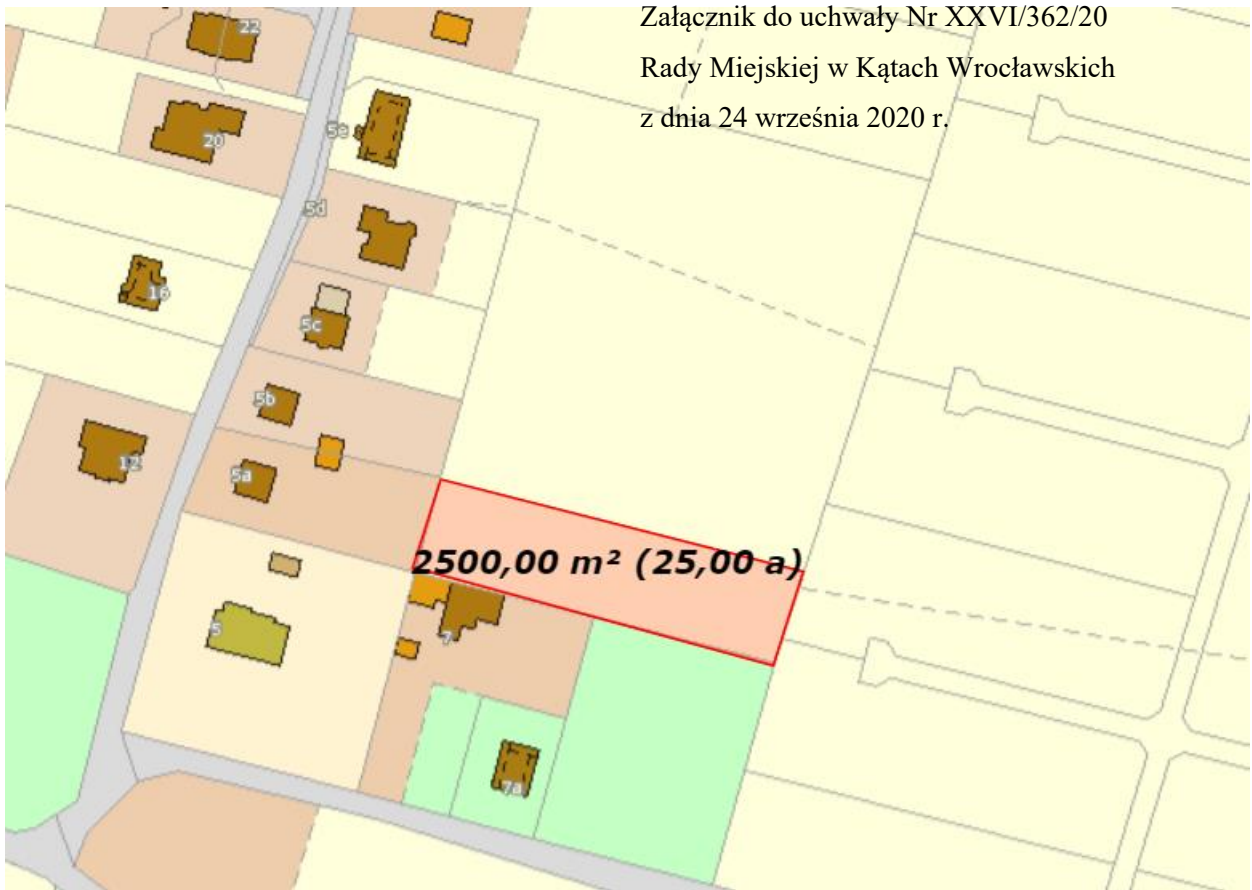 Załącznik do uchwały Nr XXVI/362/20
Rady Miejskiej w Kątach Wrocławskich
z dnia 24 września 2020 r.
22
20
5e
5d
16
5c
5b
12
5a
2500,00 m² (25,00 a)
5
7
7a